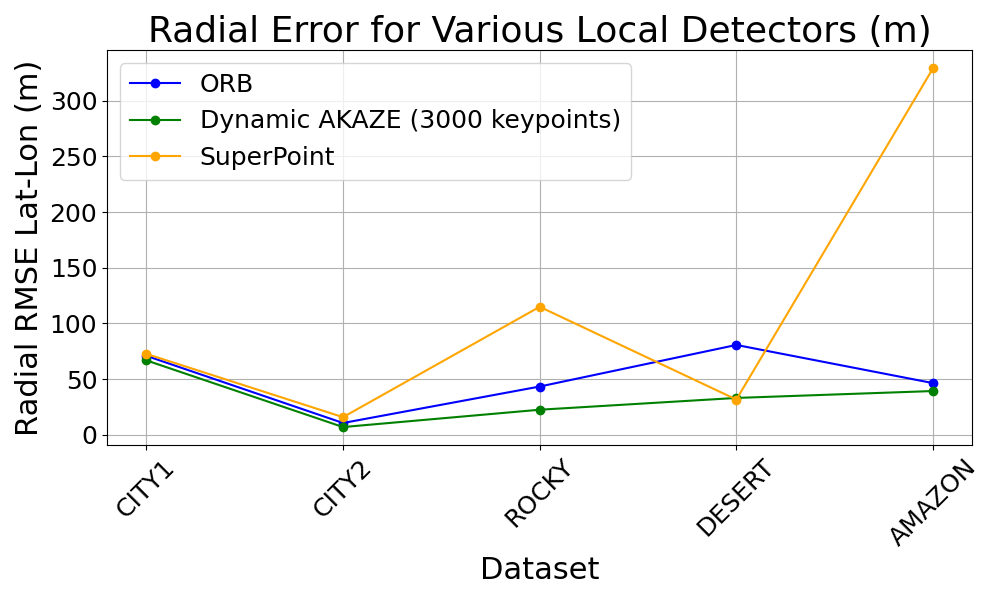 Radial Error for Various Local Detectors (m)
Radial RMSE Lat-Lon (m)
300
250
200
150
100
50
0
ORB
Dynamic AKAZE (3000 keypoints)
SuperPoint
CITY1
CITY2
ROCKY
DESERT
AMAZON
Dataset